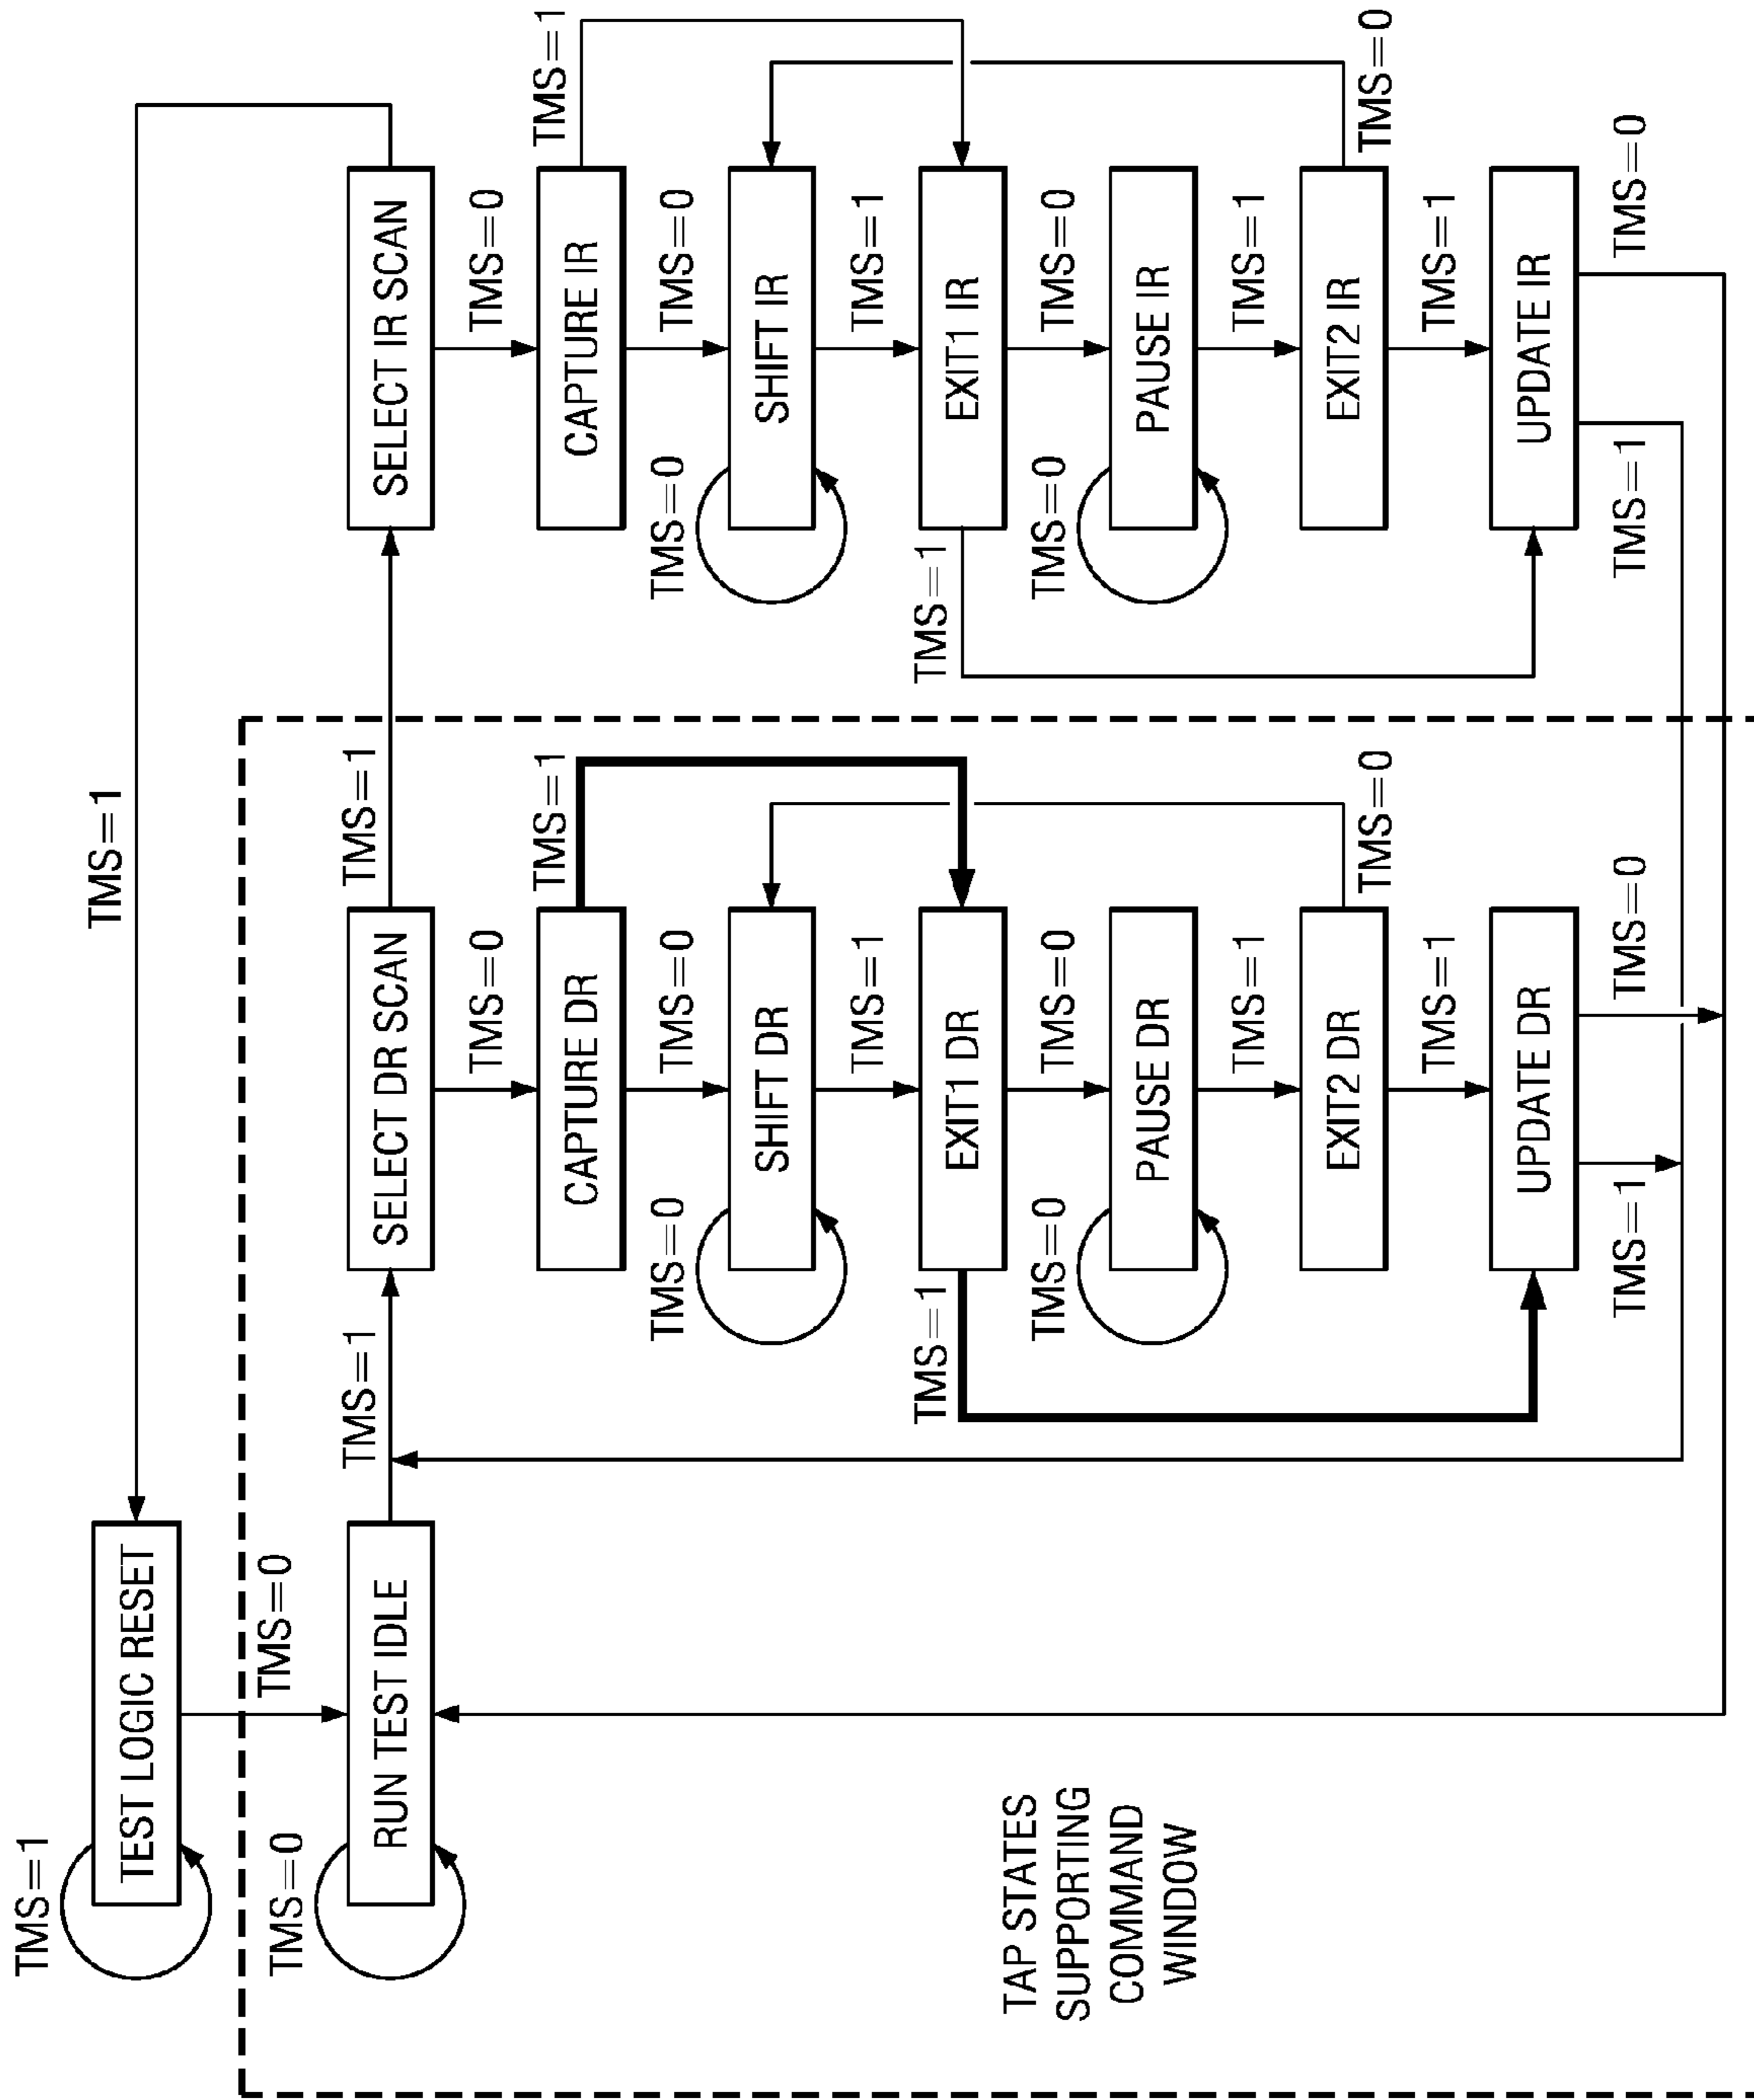 TMS=1
TEST LOGIC RESET
TMS=1
TMS=0
TMS=0
RUN TEST IDLE
TMS=1
SELECT DR SCAN
TMS=1
SELECT IR SCAN
TMS=0
TMS=0
CAPTURE DR
TMS=1
CAPTURE IR
TMS=1
TMS=0
TMS=0
TMS=0
SHIFT DR
TMS=0
SHIFT IR
TMS=1
TMS=1
TMS=1
EXIT1 DR
TMS=1
EXIT1 IR
TMS=0
TMS=0
TMS=0
PAUSE DR
TMS=0
PAUSE IR
TMS=1
TMS=1
EXIT2 DR
TMS=0
EXIT2 IR
TMS=0
TMS=1
TMS=1
UPDATE DR
UPDATE IR
TMS=1
TMS=0
TMS=1
TMS=0
TAP STATES
SUPPORTING
COMMAND
WINDOW